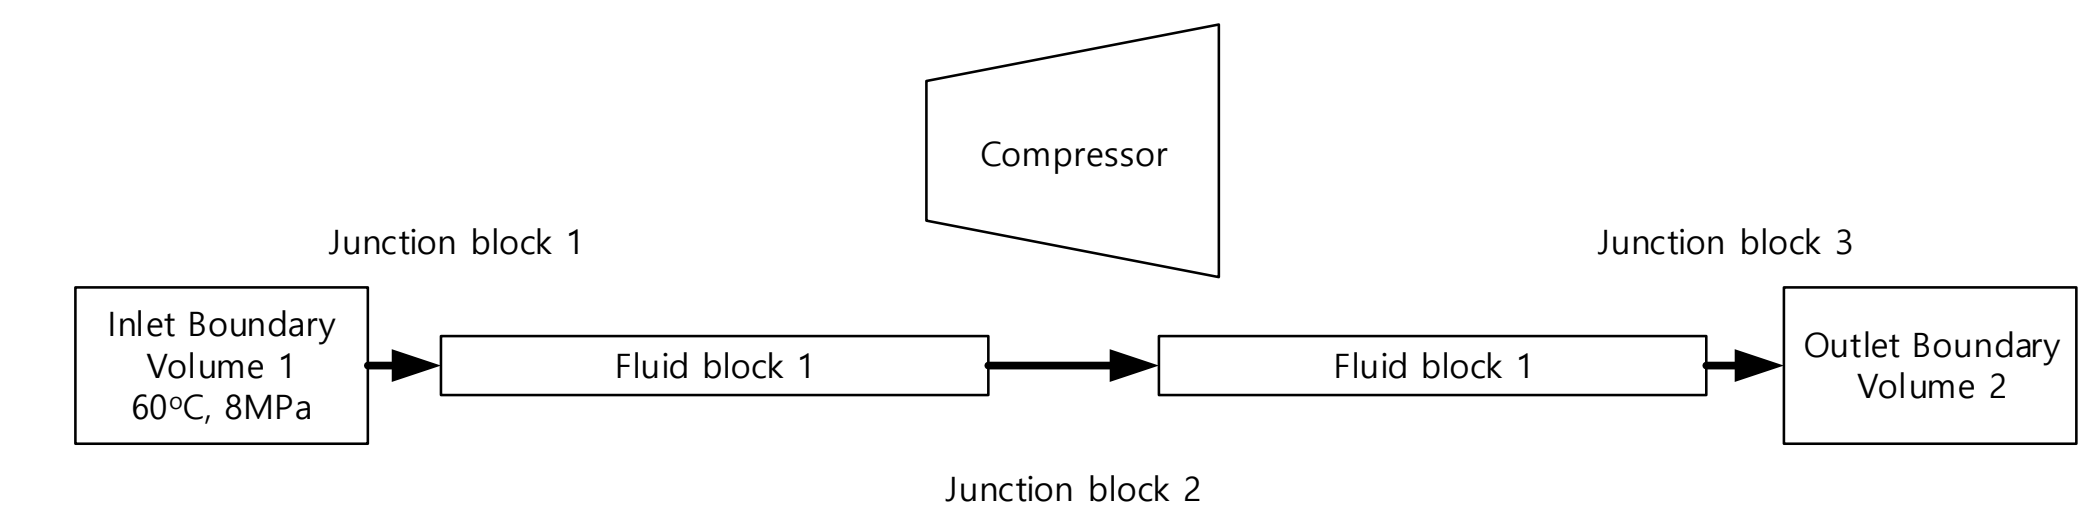 Compressor
Junction block 1
Junction block 3
Inlet Boundary
Volume 1
60°C, 8MPa
Fluid block 1
Fluid block 1
Outlet Boundary
Volume 2
Junction block 2